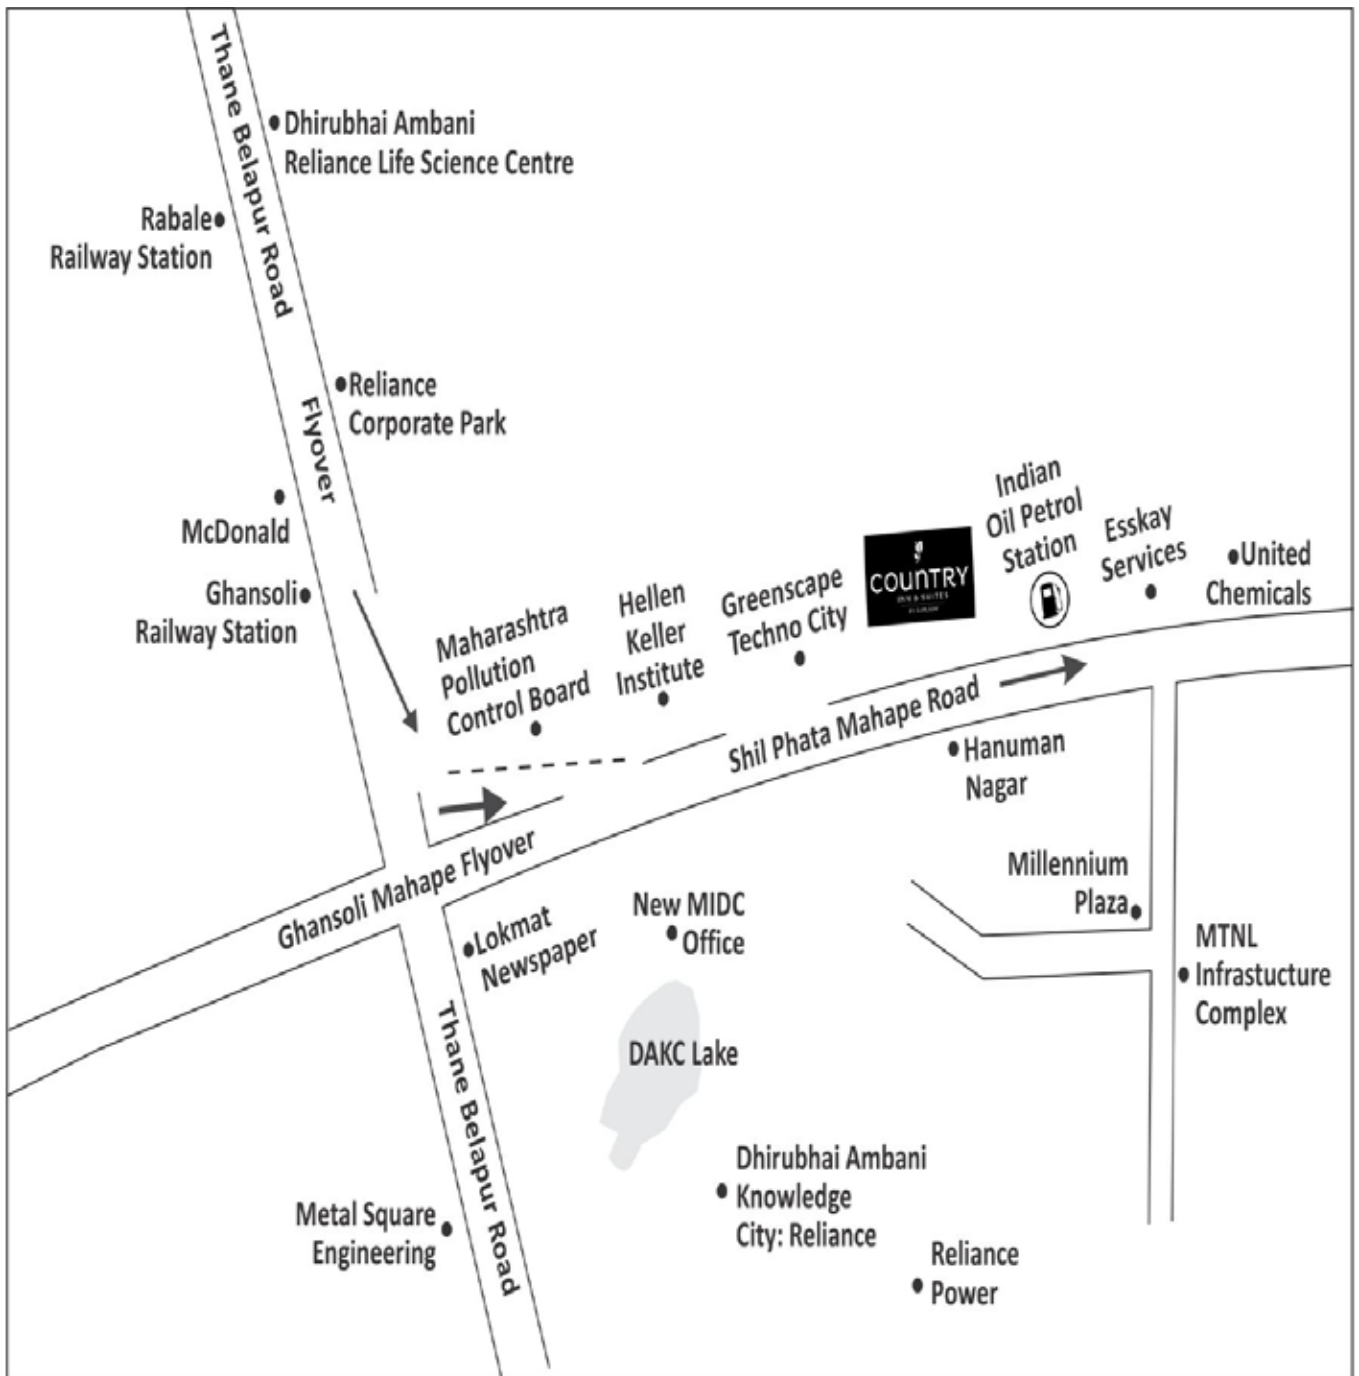 Thane Belapur Road
Dhirubhai Ambani
Reliance Life Science Centre
Rabale
Railway Station
Reliance
Corporate Park
Flyover
McDonald
Ghansoli
Railway Station
Maharashtra
Pollution
Control Board
Hellen
Keller
Institute
Greenscape
Techno City
COUNTRY
INN & SUITES
Indian
Oil Petrol
Station
Esskay
Services
United
Chemicals
Shil Phata Mahape Road
Hanuman
Nagar
Ghansoli Mahape Flyover
Millennium
Plaza
Lokmat
Newspaper
New MIDC
Office
MTNL
Infrastucture
Complex
DAKC Lake
Thane Belapur Road
Dhirubhai Ambani
Knowledge
City: Reliance
Metal Square
Engineering
Reliance
Power